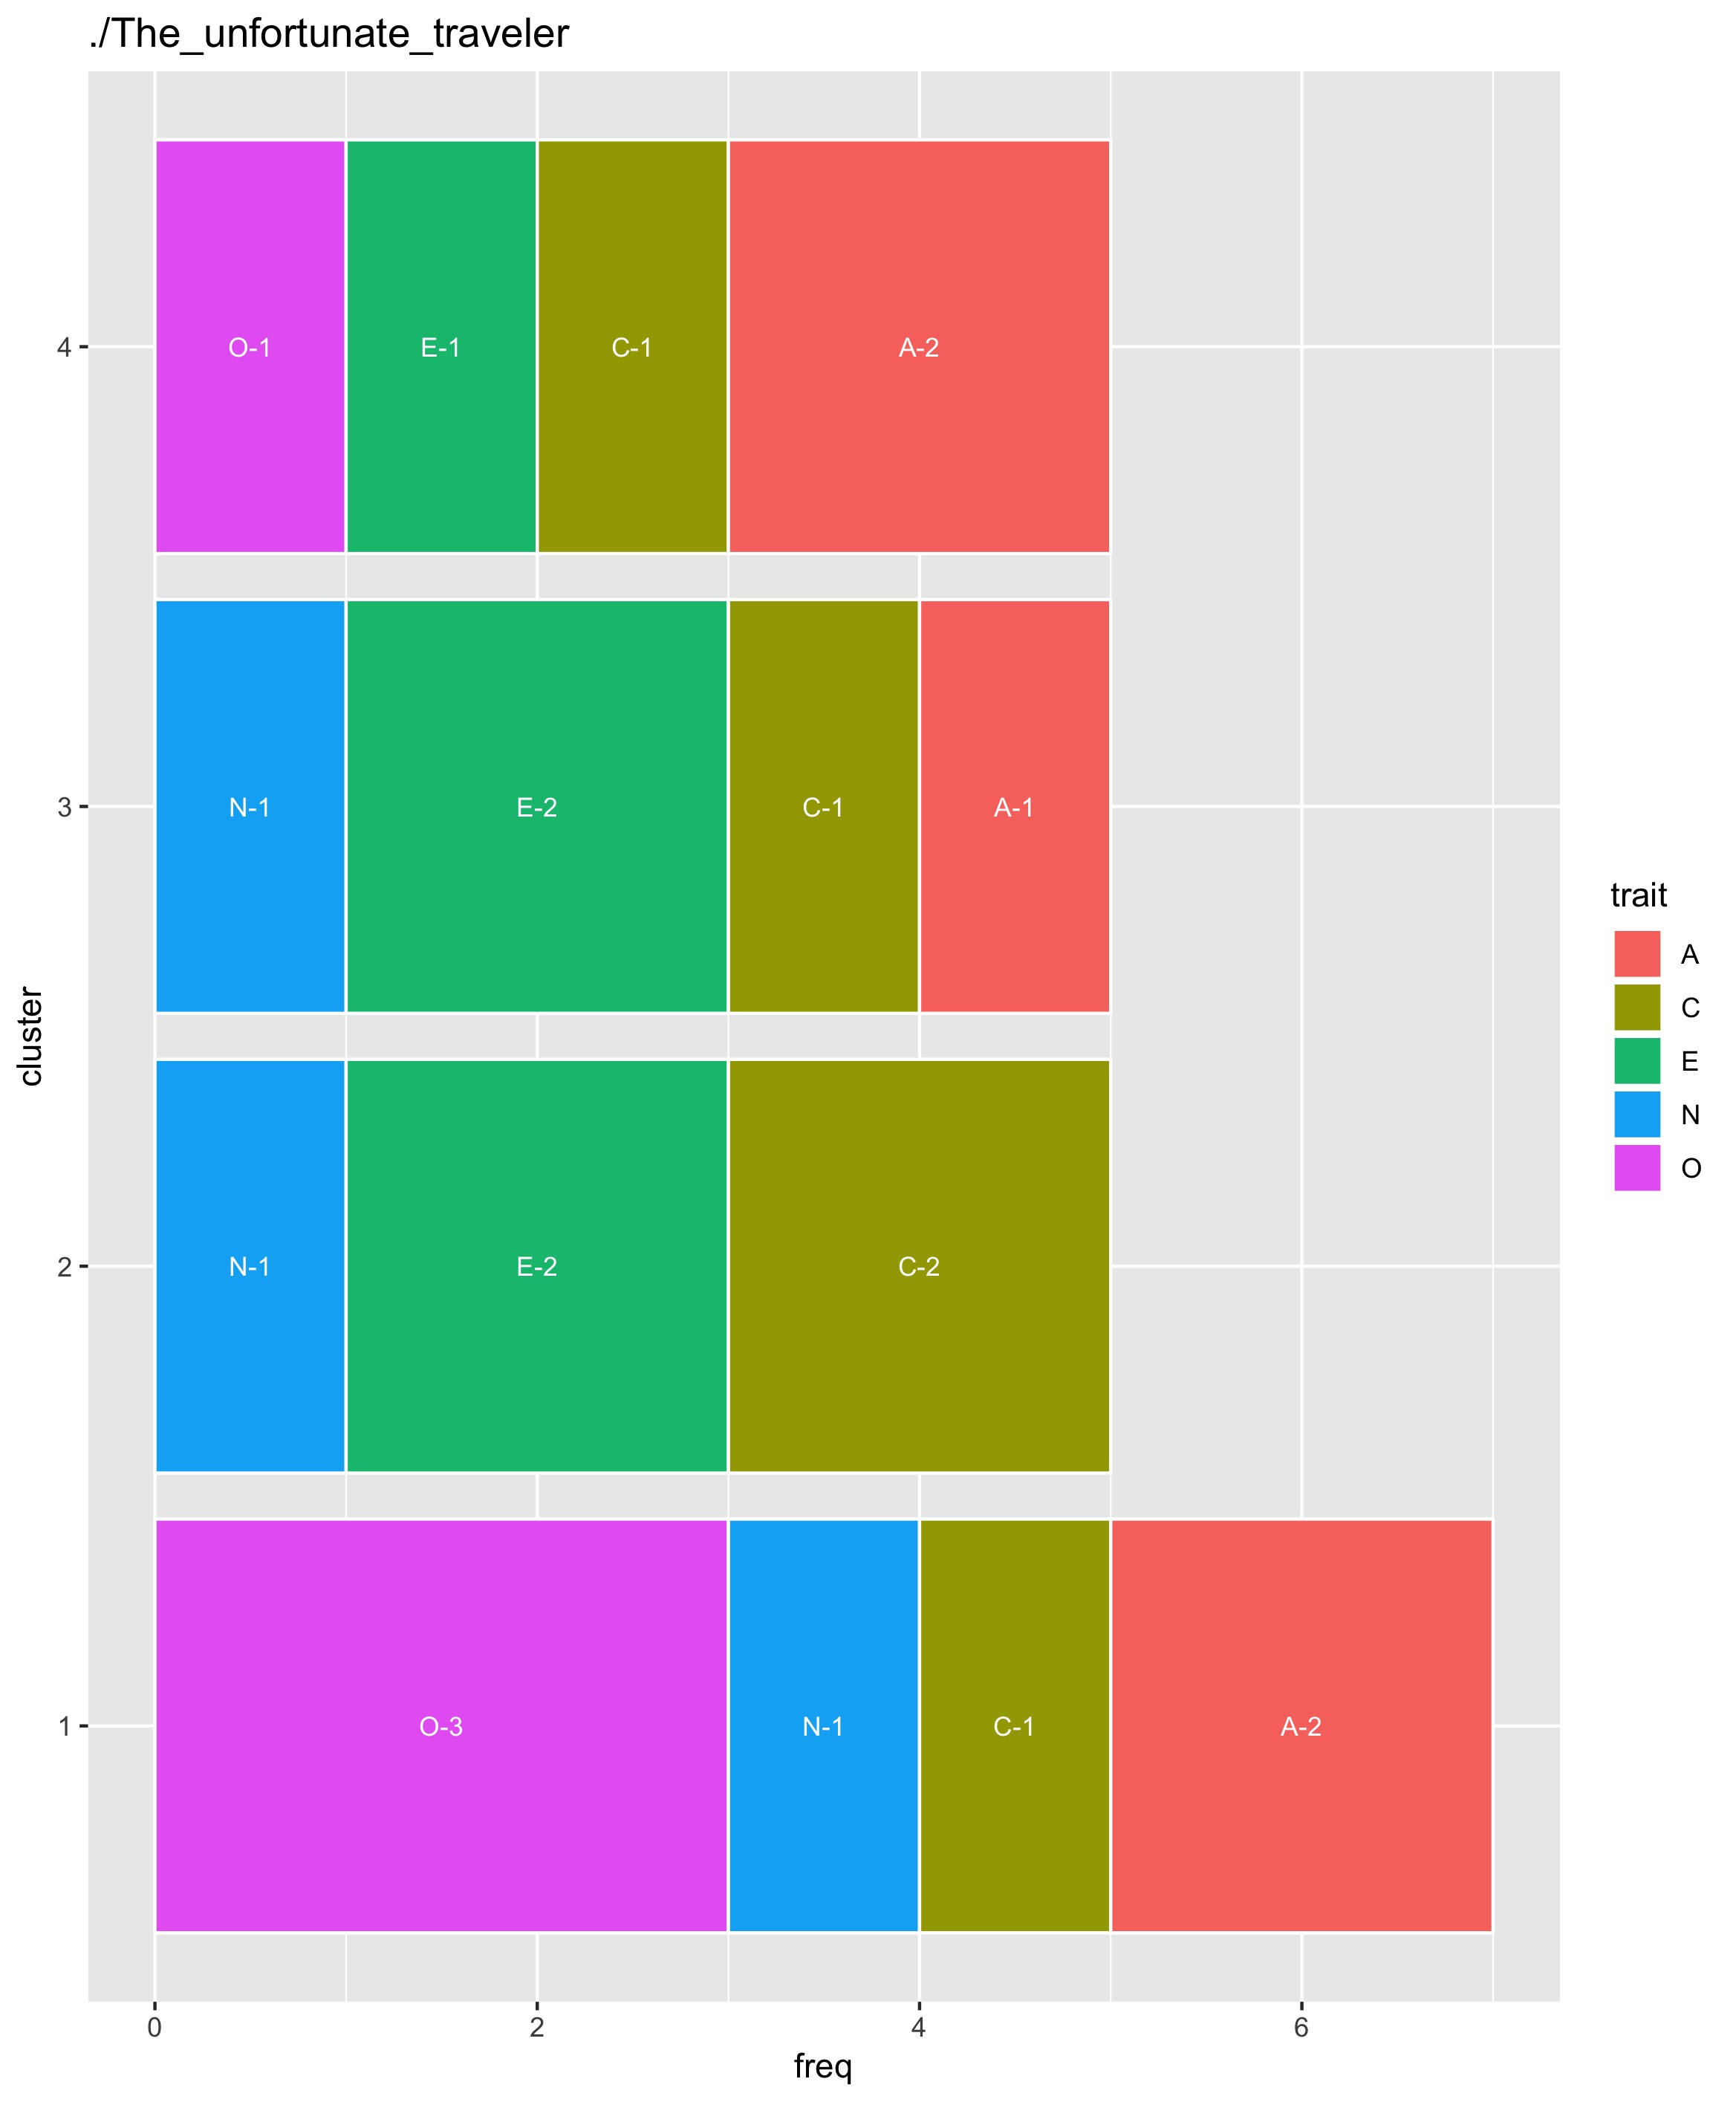 ./The_unfortunate_traveler
4
O-1 E-1 C-1 A-2
3
N-1 E-2 C-1 A-1
cluster
2
N-1 E-2 C-2
1
O-3 N-1 C-1 A-2
0 2 4 6
freq
trait
A
C
E
N
O